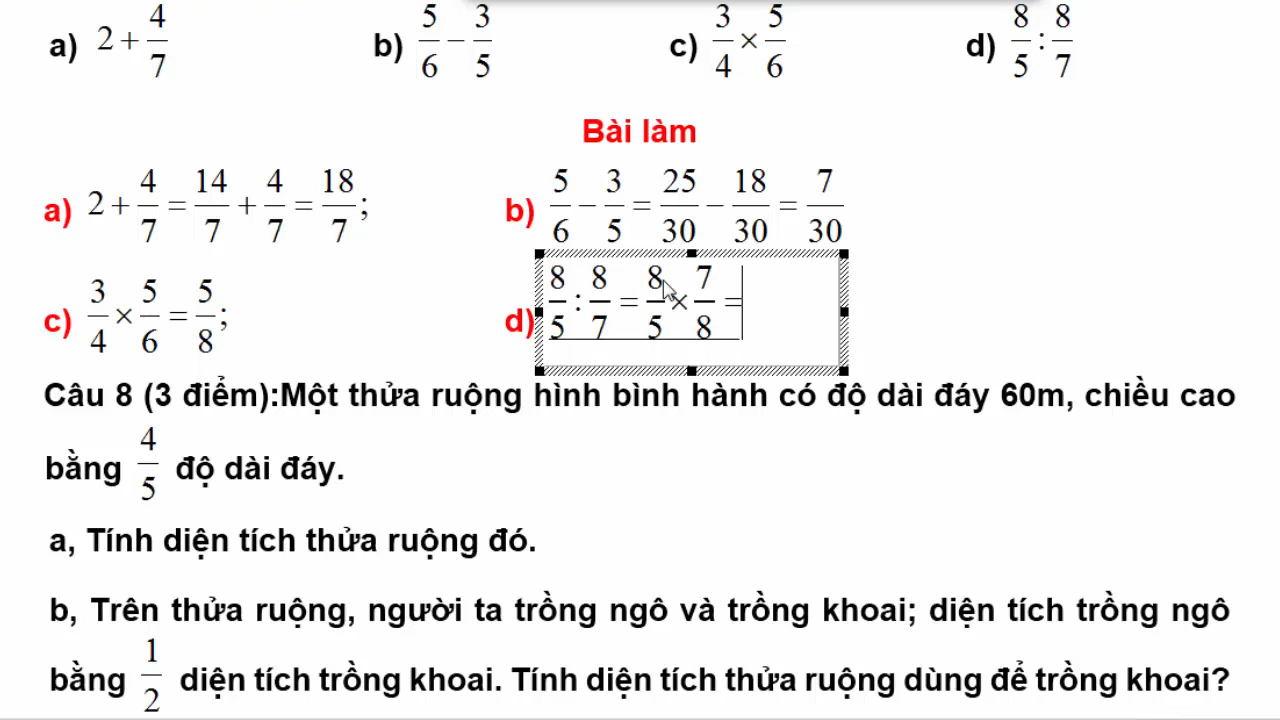 a) 2 + 4/7 b) 5/6 − 3/5 c) 3/4 × 5/6 d) 8/5 : 8/7
Bài làm
a) 2 + 4/7 = 14/7 + 4/7 = 18/7; b) 5/6 − 3/5 = 25/30 − 18/30 = 7/30
c) 3/4 × 5/6 = 5/8; d) 8/5 : 8/7 = 8/5 × 7/8 =
Câu 8 (3 điểm):Một thửa ruộng hình bình hành có độ dài đáy 60m, chiều cao
bằng 4/5 độ dài đáy.
a, Tính diện tích thửa ruộng đó.
b, Trên thửa ruộng, người ta trồng ngô và trồng khoai; diện tích trồng ngô
bằng 1/2 diện tích trồng khoai. Tính diện tích thửa ruộng dùng để trồng khoai?